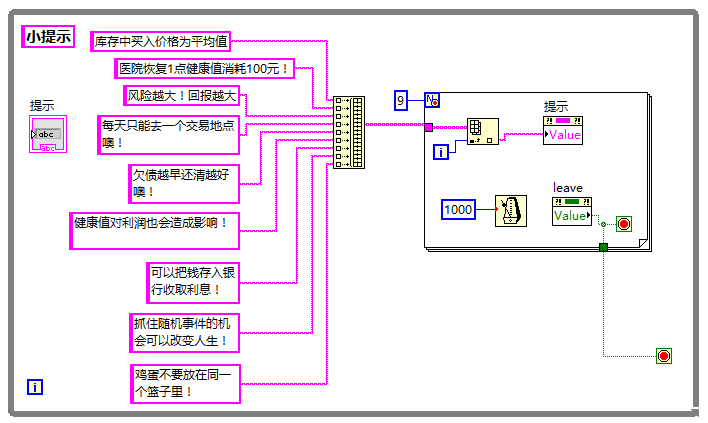 小提示
库存中买入价格为平均值
医院恢复1点健康值消耗100元！
风险越大！回报越大
提示
abc
abc
每天只能去一个交易地点
噢！
欠债越早还清越好
噢！
健康值对利润也会造成影响！
可以把钱存入银
行收取利息！
抓住随机事件的机
会可以改变人生！
鸡蛋不要放在同一
个篮子里！
i
9
N
提示
?! ?!
Value
i
1000
leave
?! ?!
Value